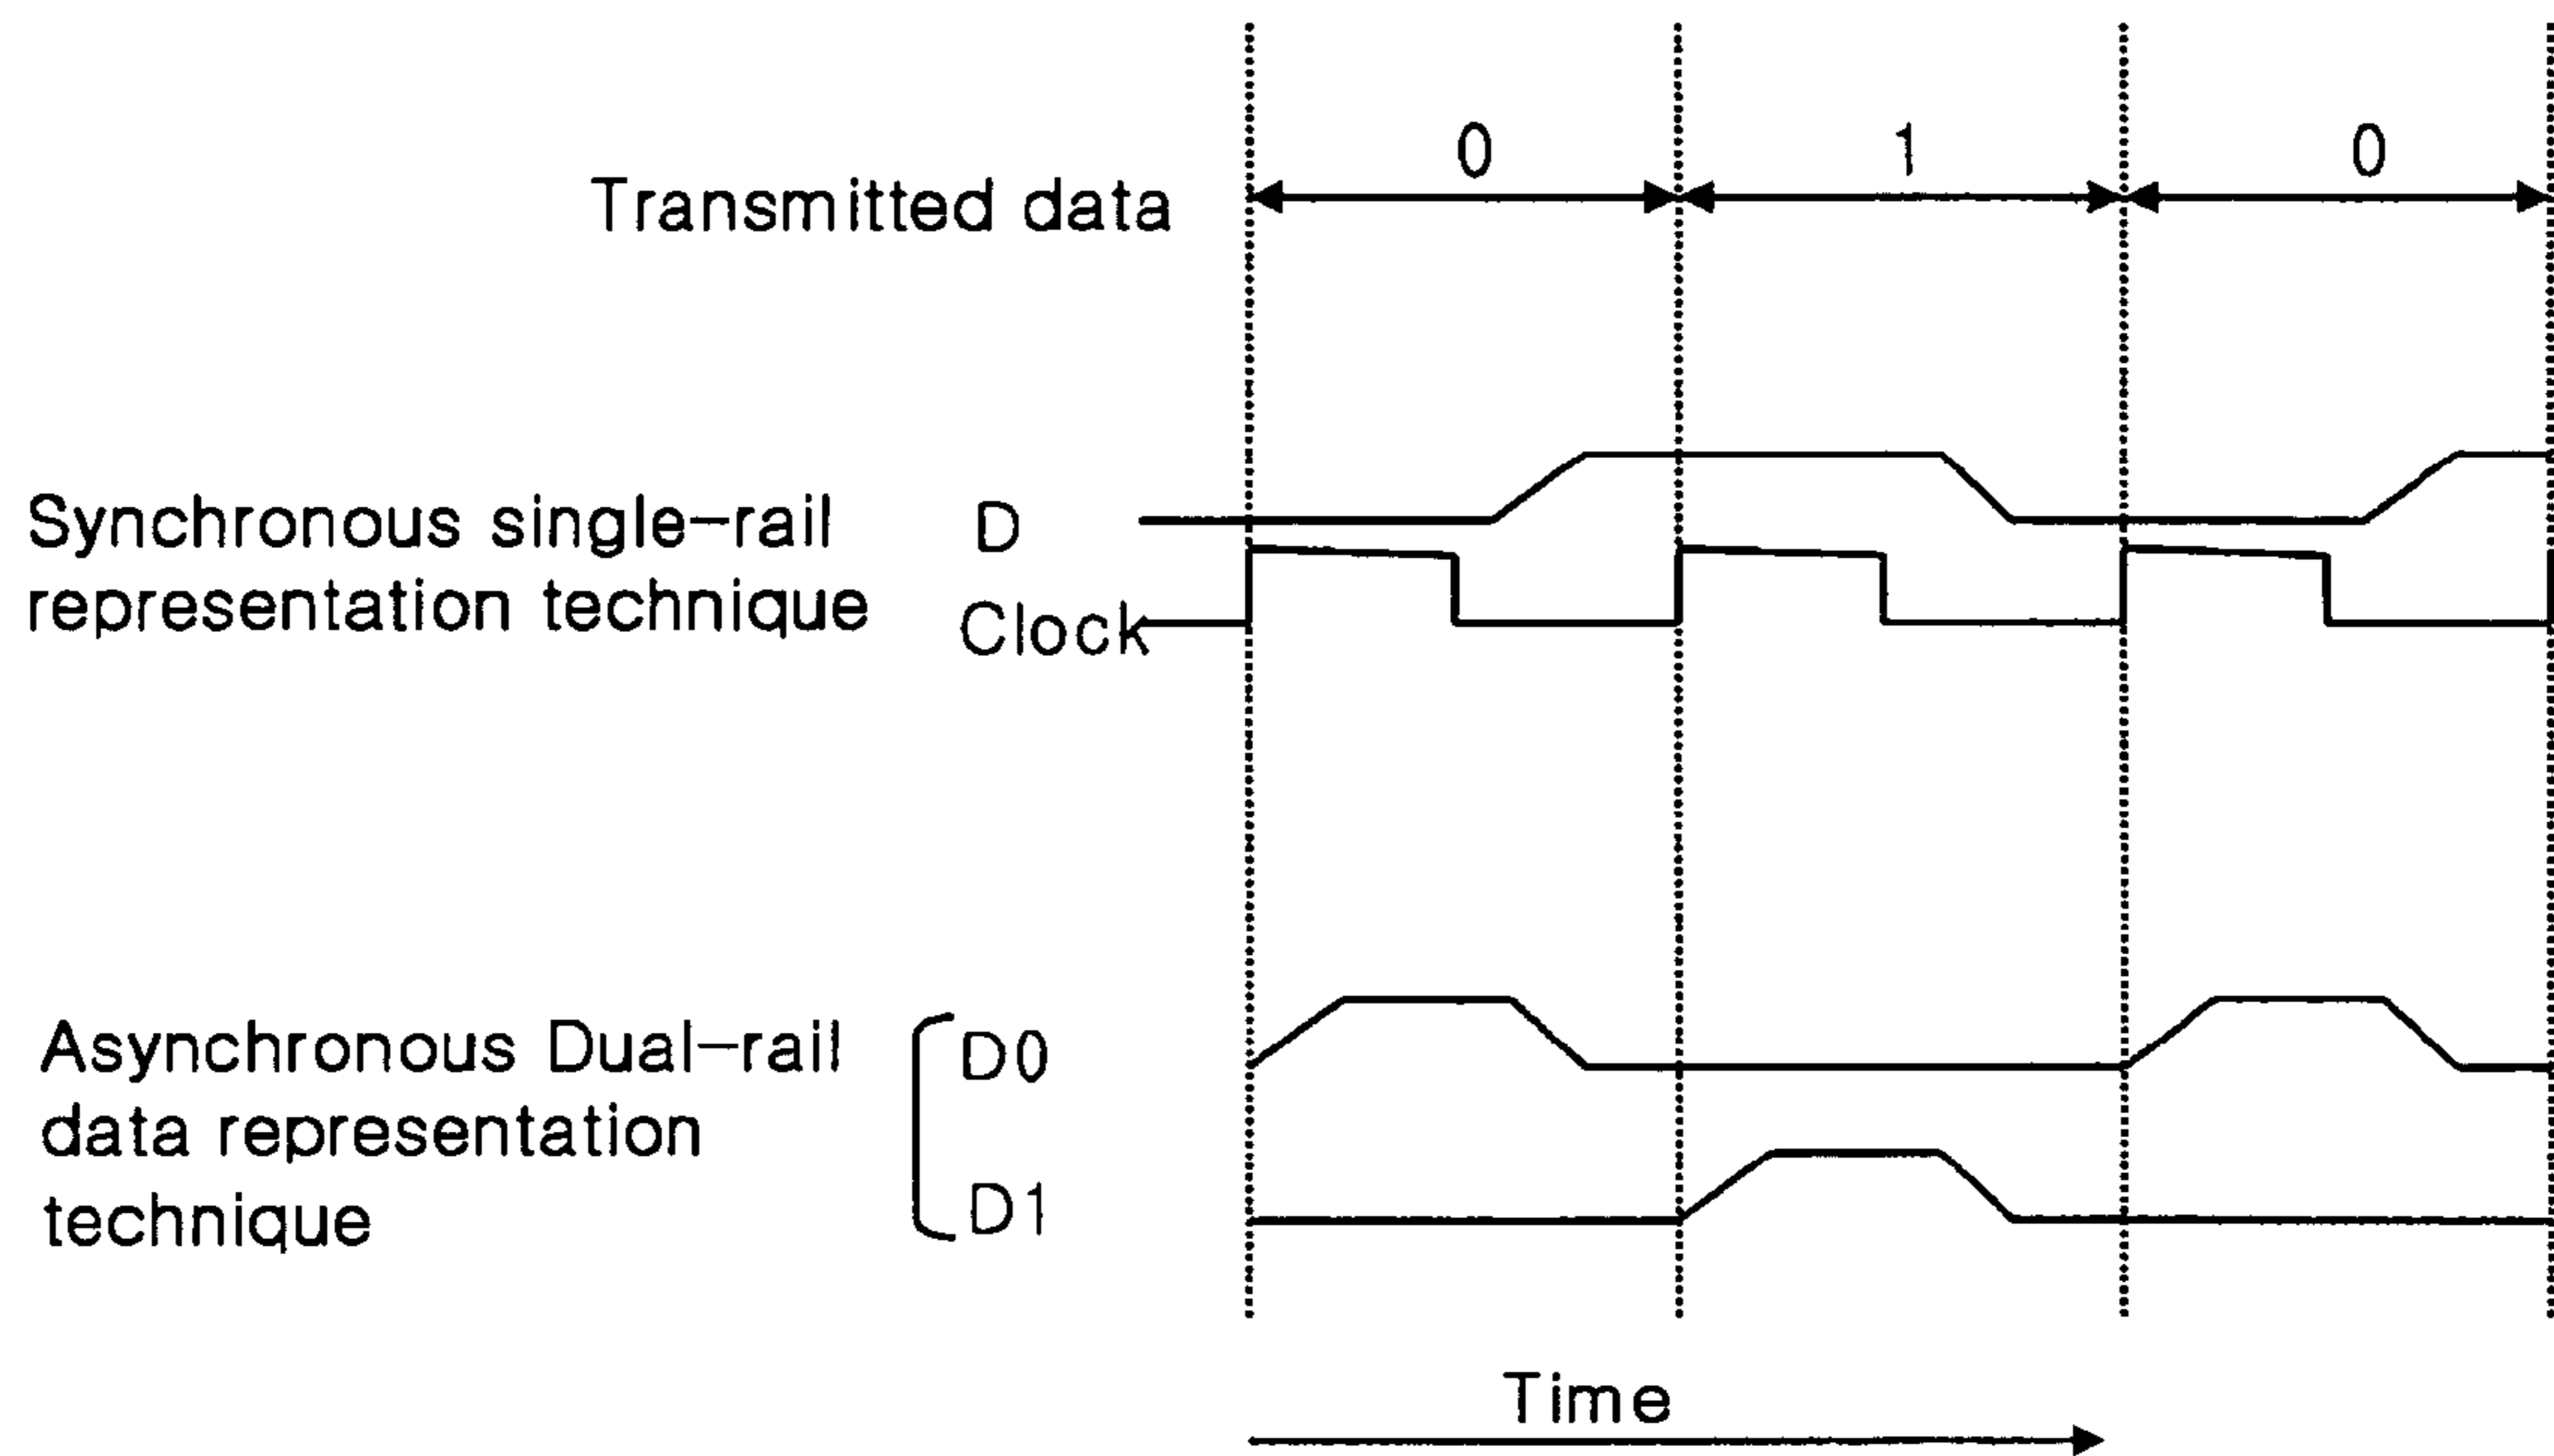 0 1 0
Transmitted data
Synchronous single-rail
representation technique
D
Clock
Asynchronous Dual-rail
data representation
technique
D0
D1
Time